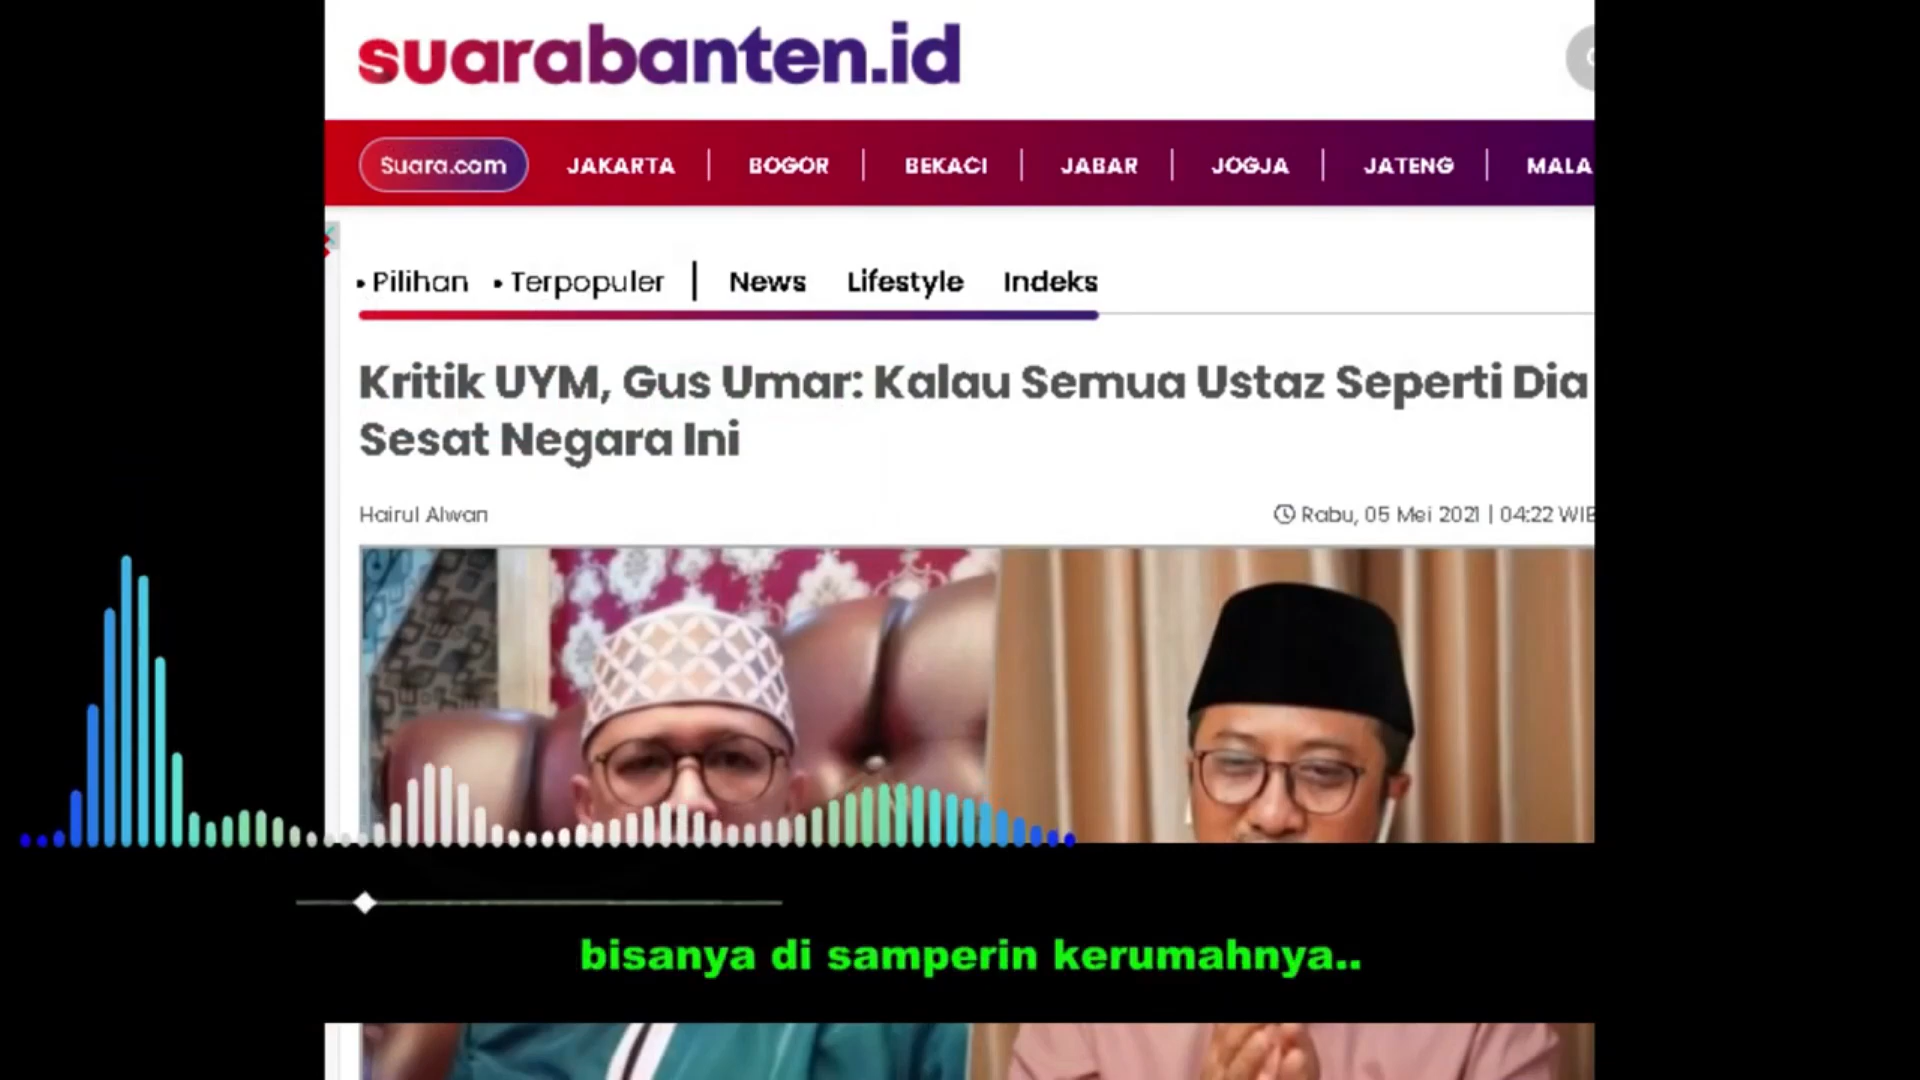 suarabanten.id
Suara.com JAKARTA | BOGOR | BEKACI | JABAR | JOGJA | JATENG | MALA
• Pilihan • Terpopuler | News Lifestyle Indeks
Kritik UYM, Gus Umar: Kalau Semua Ustaz Seperti Dia
Sesat Negara Ini
Hairul Alwan
Rabu, 05 Mei 2021 | 04:22 WIB
bisanya di samperin kerumahnya..